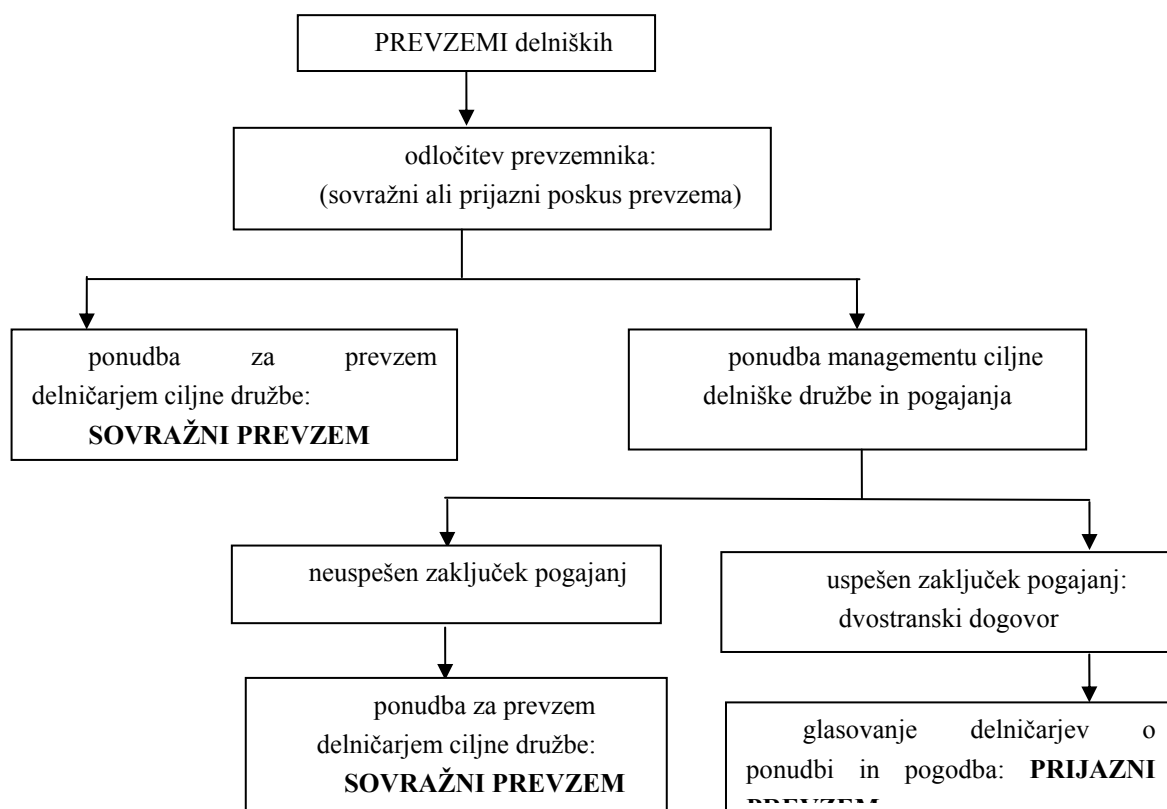 PREVZEMI delniških
odločitev prevzemnika:
(sovražni ali prijazni poskus prevzema)
ponudba za prevzem
delničarjem ciljne družbe:
SOVRAŽNI PREVZEM
ponudba managementu ciljne
delniške družbe in pogajanja
neuspešen zaključek pogajanj
uspešen zaključek pogajanj:
dvostranski dogovor
ponudba za prevzem
delničarjem ciljne družbe:
SOVRAŽNI PREVZEM
glasovanje delničarjev o
ponudbi in pogodba: PRIJAZNI
PREVZEM